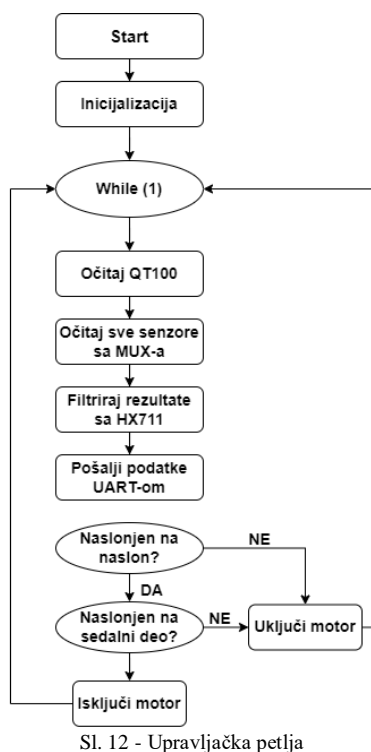 Start
Inicijalizacija
While (1)
Očitaj QT100
Očitaj sve senzore
sa MUX-a
Filtriraj rezultate
sa HX711
Pošalji podatke
UART-om
Naslonjen na
naslon?
NE
DA
Naslonjen na
sedalni deo?
NE
Uključi motor
Isključi motor
Sl. 12 - Upravljačka petlja